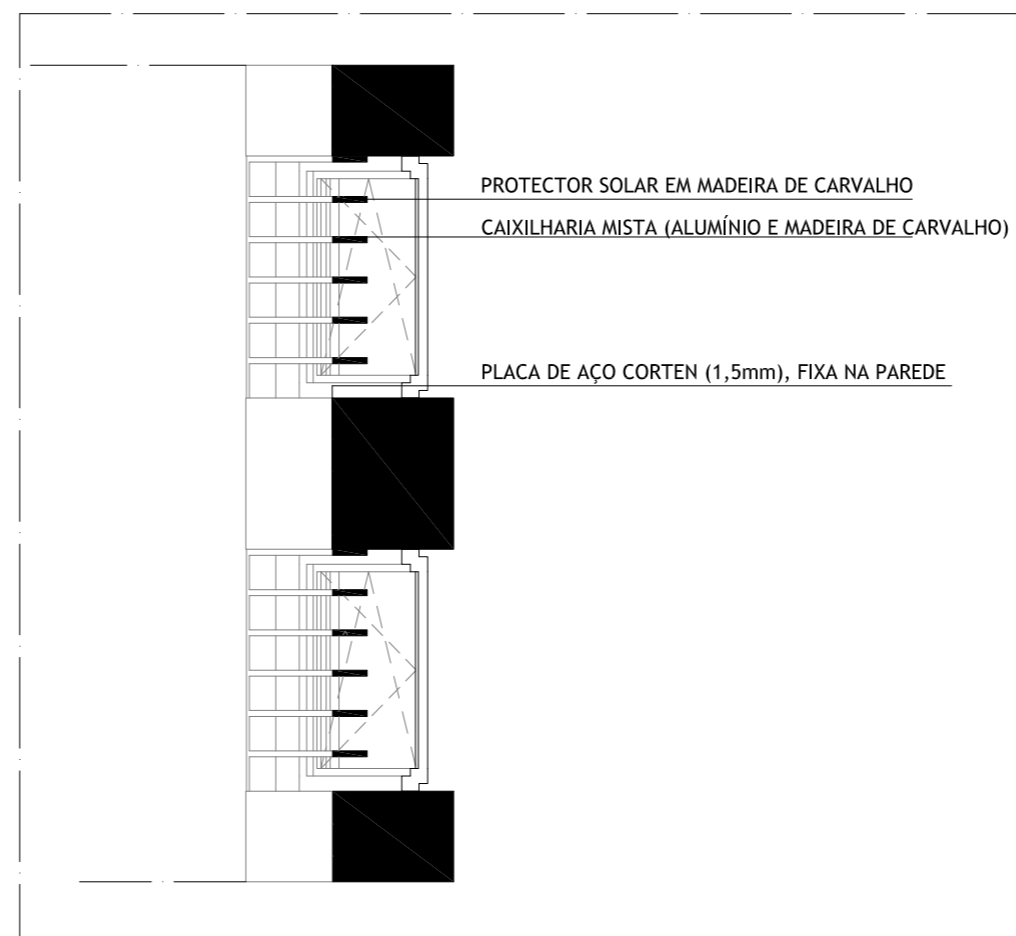 PROTECTOR SOLAR EM MADEIRA DE CARVALHO
CAIXILHARIA MISTA (ALUMÍNIO E MADEIRA DE CARVALHO)
PLACA DE AÇO CORTEN (1,5mm), FIXA NA PAREDE